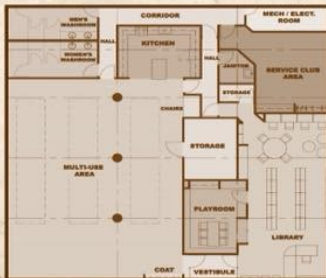 CORRIDOR
MECH / ELECT.
ROOM
MEN'S
WASHROOM
HALL
KITCHEN
WOMEN'S
WASHROOM
HALL
JANITOR
SERVICE CLUB
AREA
STORAGE
CHAIRS
STORAGE
MULTI-USE
AREA
PLAYROOM
LIBRARY
COAT
VESTIBULE